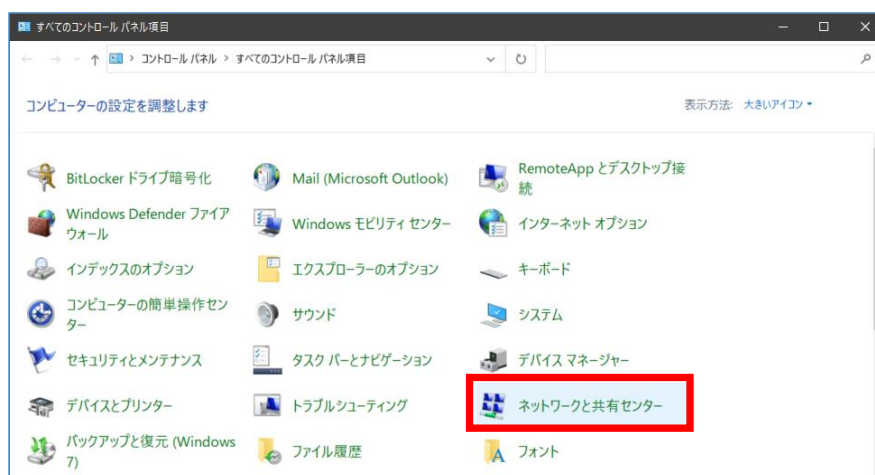 すべてのコントロール パネル項目
コントロール パネル > すべてのコントロール パネル項目
コンピューターの設定を調整します
表示方法: 大きいアイコン
BitLocker ドライブ暗号化
Mail (Microsoft Outlook)
RemoteApp とデスクトップ接
続
Windows Defender ファイア
ウォール
Windows モビリティ センター
インターネット オプション
インデックスのオプション
エクスプローラーのオプション
キーボード
コンピューターの簡単操作セン
ター
サウンド
システム
セキュリティとメンテナンス
タスク バーとナビゲーション
デバイス マネージャー
デバイスとプリンター
トラブルシューティング
ネットワークと共有センター
バックアップと復元 (Windows
7)
ファイル履歴
フォント